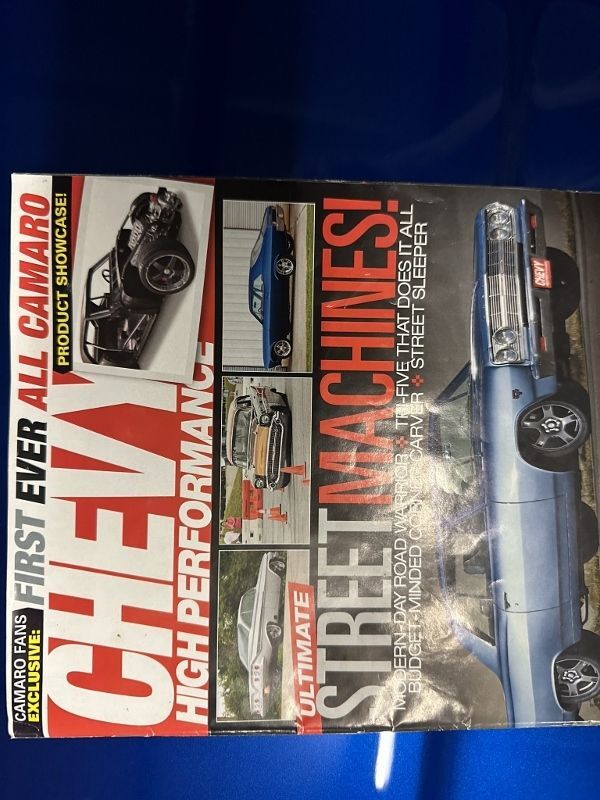 CAMARO FANS
EXCLUSIVE:
FIRST EVER ALL CAMARO
PRODUCT SHOWCASE!
CHEVY
HIGH PERFORMANCE
ULTIMATE
STREET MACHINES!
MODERN-DAY ROAD WARRIOR + TRI-FIVE THAT DOES IT ALL
BUDGET-MINDED CORNER CARVER + STREET SLEEPER
CHEVY